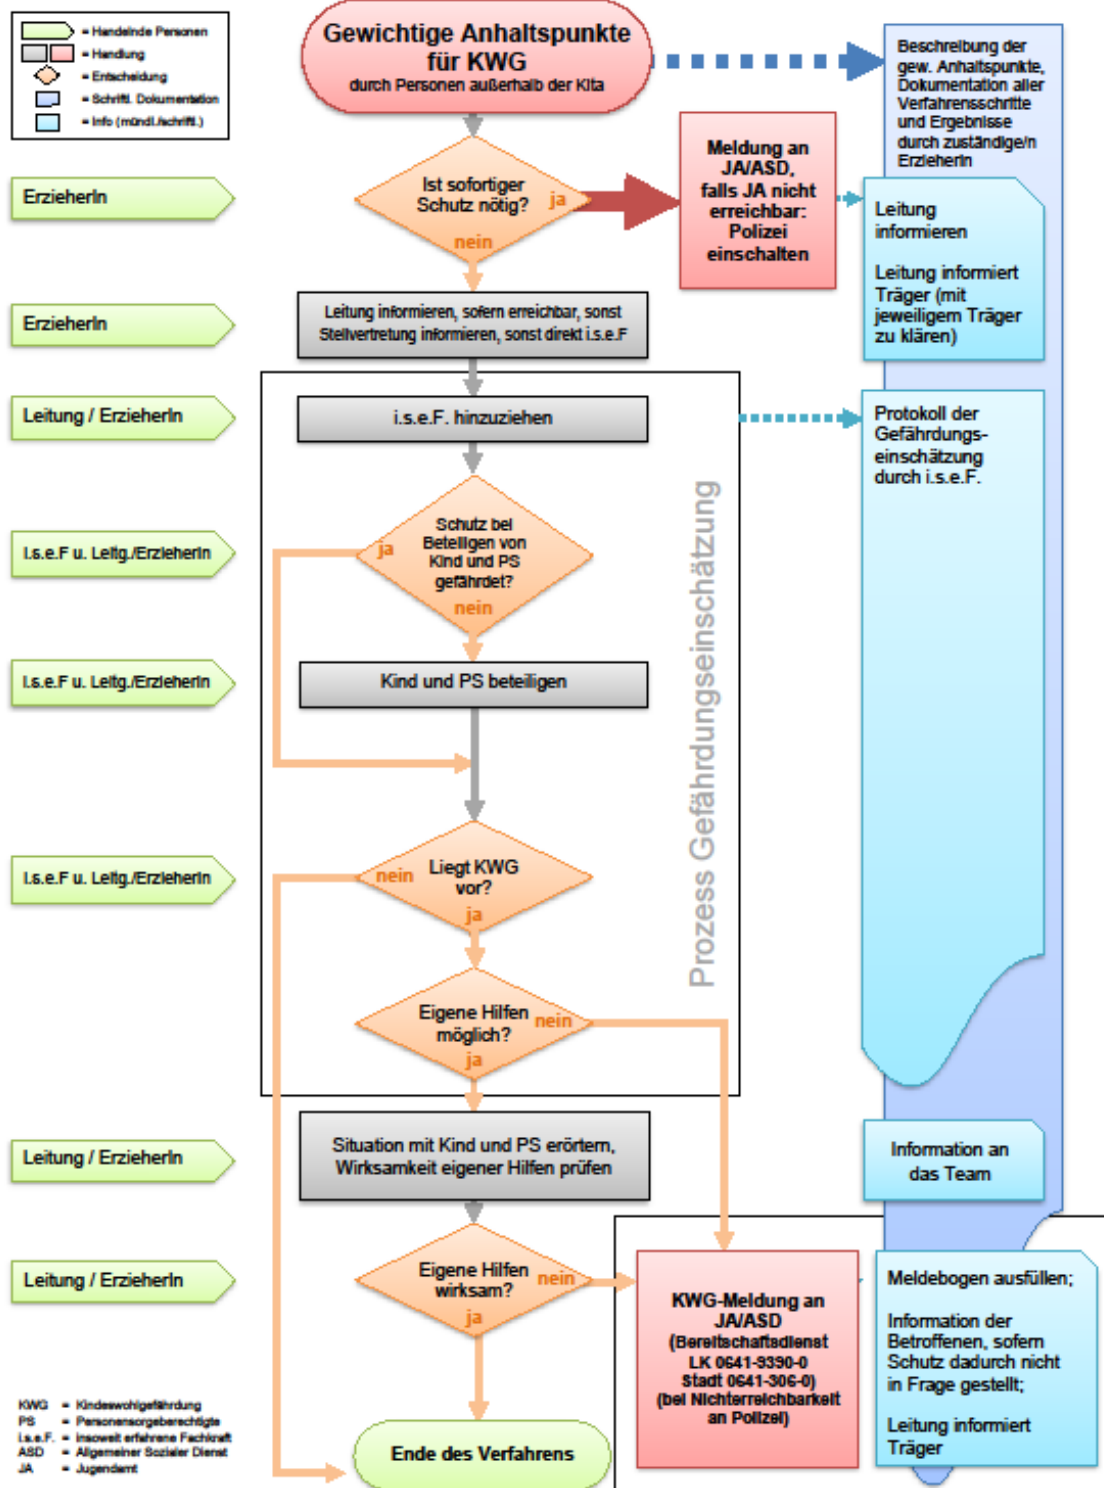 = Handelnde Personen
= Handlung
= Entscheidung
= Schriftl. Dokumentation
= Info (mündl./schriftl.)
Gewichtige Anhaltspunkte
für KWG
durch Personen außerhalb der Kita
Beschreibung der
gew. Anhaltspunkte,
Dokumentation aller
Verfahrensschritte
und Ergebnisse
durch zuständige/n
ErzieherIn
ErzieherIn
Ist sofortiger
Schutz nötig?
ja
nein
Meldung an
JA/ASD,
falls JA nicht
erreichbar:
Polizei
einschalten
Leitung
informieren
Leitung informiert
Träger (mit
jeweiligem Träger
zu klären)
ErzieherIn
Leitung informieren, sofern erreichbar, sonst
Stellvertretung informieren, sonst direkt i.s.e.F
Leitung / ErzieherIn
i.s.e.F. hinzuziehen
Protokoll der
Gefährdungs-
einschätzung
durch i.s.e.F.
Prozess Gefährdungseinschätzung
I.s.e.F u. Leitg./ErzieherIn
Schutz bei
Beteiligen von
Kind und PS
gefährdet?
ja
nein
I.s.e.F u. Leitg./ErzieherIn
Kind und PS beteiligen
I.s.e.F u. Leitg./ErzieherIn
Liegt KWG
vor?
nein
ja
Eigene Hilfen
möglich?
nein
ja
Leitung / ErzieherIn
Situation mit Kind und PS erörtern,
Wirksamkeit eigener Hilfen prüfen
Information an
das Team
Leitung / ErzieherIn
Eigene Hilfen
wirksam?
nein
ja
KWG-Meldung an
JA/ASD
(Bereitschaftsdienst
LK 0641-9390-0
Stadt 0641-306-0)
(bei Nichterreichbarkeit
an Polizei)
Meldebogen ausfüllen;
Information der
Betroffenen, sofern
Schutz dadurch nicht
in Frage gestellt;
Leitung informiert
Träger
Ende des Verfahrens
KWG = Kindeswohlgefährdung
PS = Personensorgeberechtigte
i.s.e.F. = insoweit erfahrene Fachkraft
ASD = Allgemeiner Sozialer Dienst
JA = Jugendamt